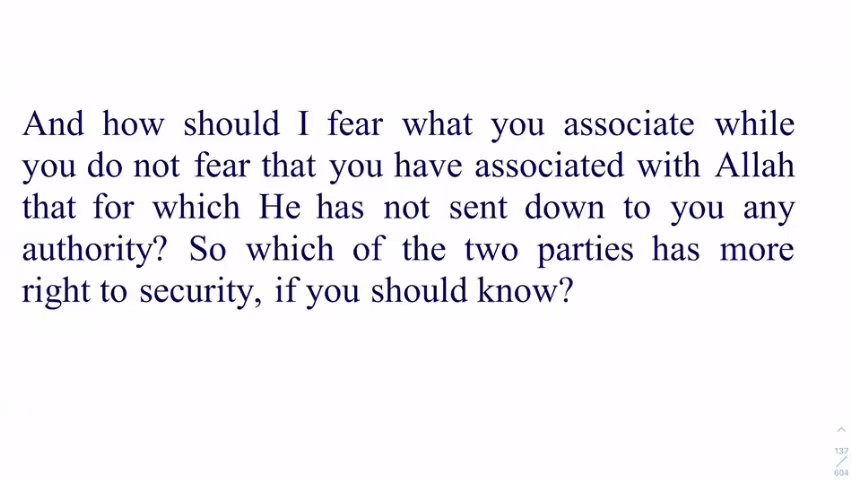 And how should I fear what you associate while
you do not fear that you have associated with Allah
that for which He has not sent down to you any
authority? So which of the two parties has more
right to security, if you should know?
137
604